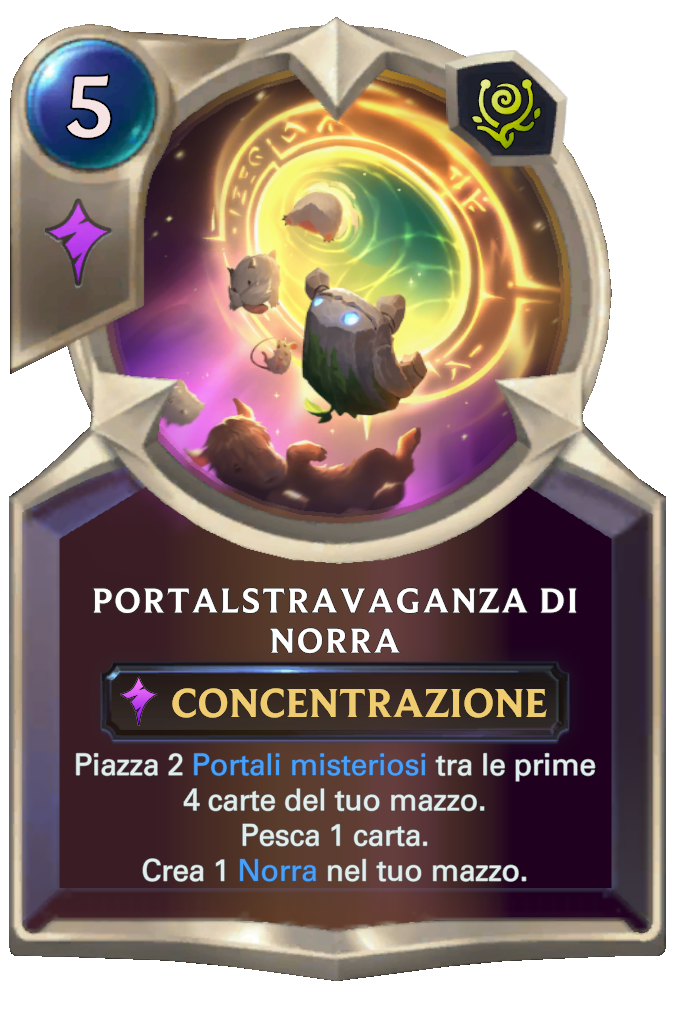 5
PORTALSTRAVAGANZA DI
NORRA
CONCENTRAZIONE
Piazza 2 Portali misteriosi tra le prime
4 carte del tuo mazzo.
Pesca 1 carta.
Crea 1 Norra nel tuo mazzo.